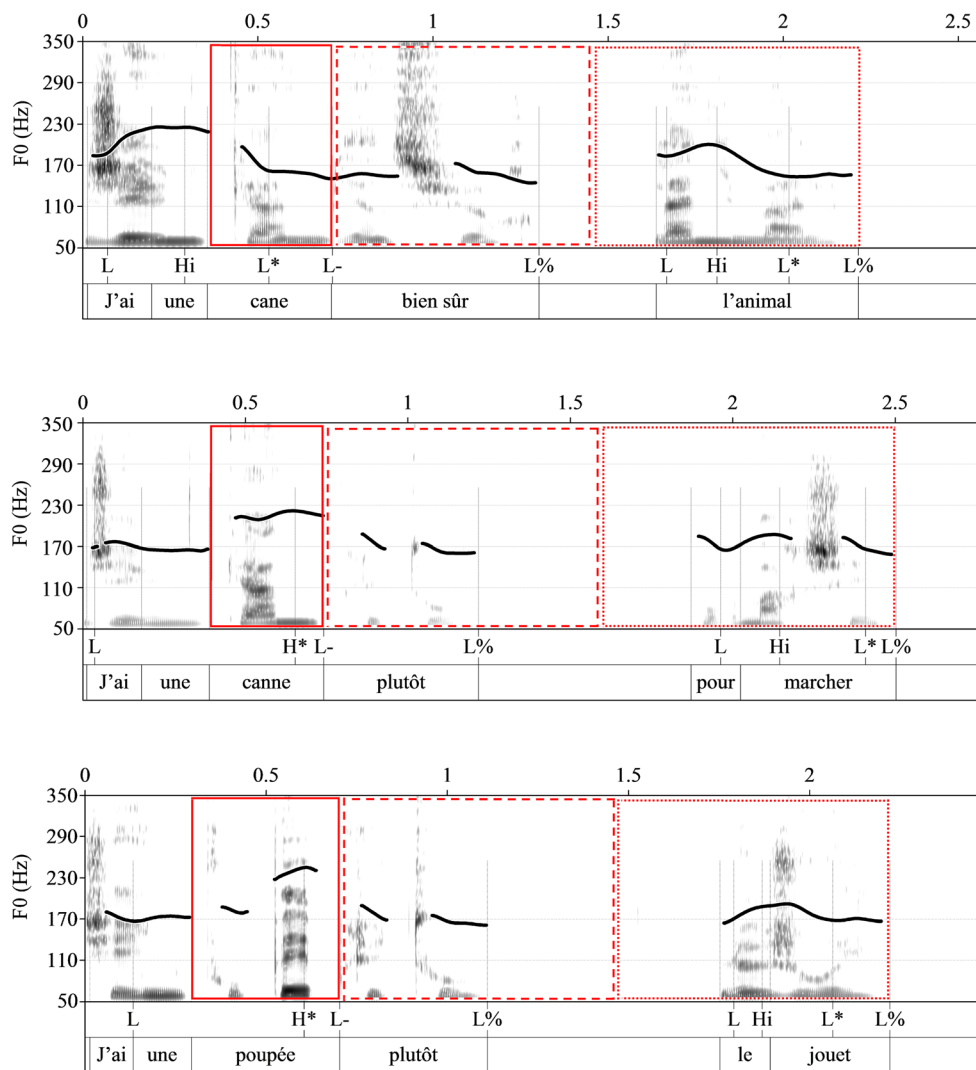 0 0.5 1 1.5 2 2.5
350
290
230
170
110
50
F0 (Hz)
L Hi L* L- L% L Hi L* L%
J'ai une cane bien sûr l'animal
0 0.5 1 1.5 2 2.5
350
290
230
170
110
50
F0 (Hz)
L H* L- L% L Hi L* L%
J'ai une canne plutôt pour marcher
0 0.5 1 1.5 2
350
290
230
170
110
50
F0 (Hz)
L H* L- L% L Hi L* L%
J'ai une poupée plutôt le jouet